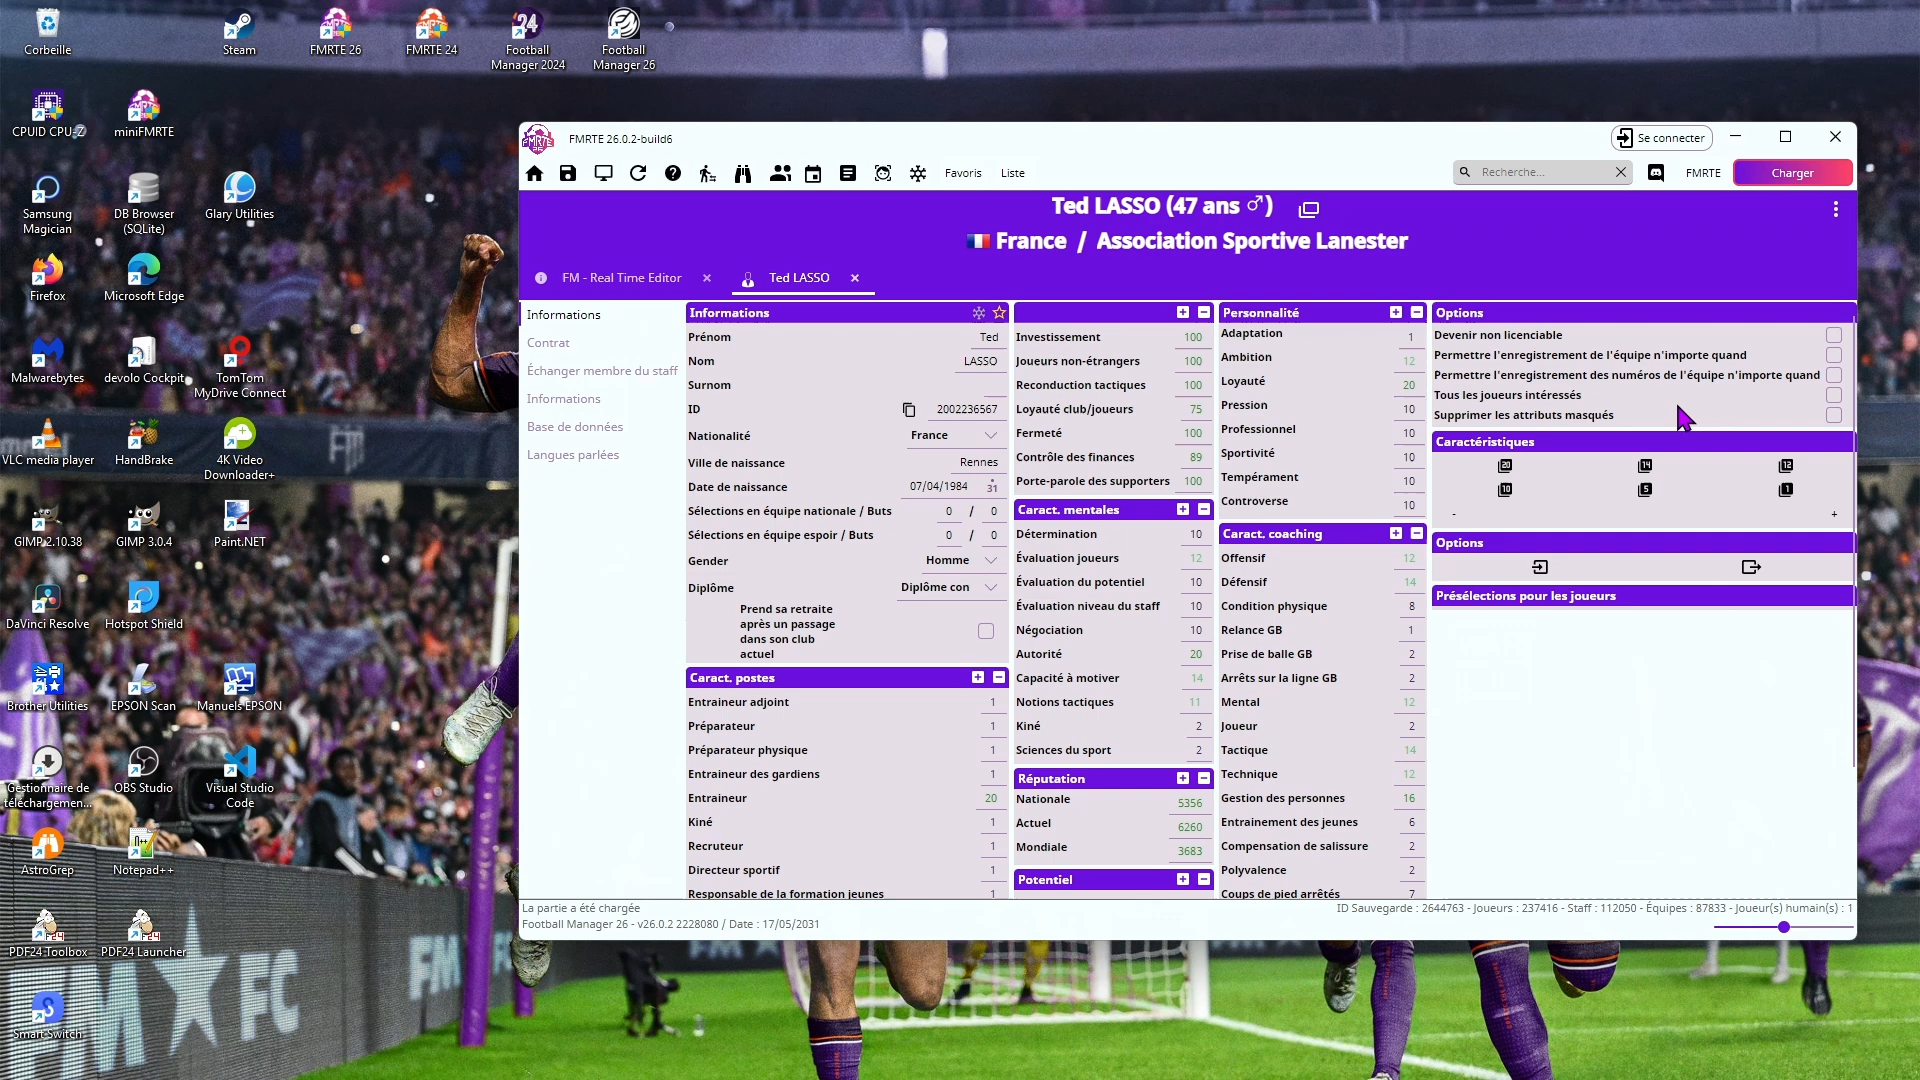 Corbeille
Steam
FMRTE 26
FMRTE 24
Football
Manager 2024
Football
Manager 26
CPUID CPU-Z
miniFMRTE
Samsung
Magician
DB Browser
(SQLite)
Glary Utilities
Firefox
Microsoft Edge
Malwarebytes
devolo Cockpit
TomTom
MyDrive Connect
VLC media player
HandBrake
4K Video
Downloader+
GIMP 2.10.38
GIMP 3.0.4
Paint.NET
DaVinci Resolve
Hotspot Shield
Brother Utilities
EPSON Scan
Manuels EPSON
Gestionnaire de
téléchargemen...
OBS Studio
Visual Studio
Code
AstroGrep
Notepad++
PDF24 Toolbox
PDF24 Launcher
Smart Switch
FMRTE 26.0.2-build6
Se connecter
Favoris
Liste
Recherche...
FMRTE
Charger
Ted LASSO (47 ans ♂)
France / Association Sportive Lanester
FM - Real Time Editor
Ted LASSO
Informations
Contrat
Échanger membre du staff
Informations
Base de données
Langues parlées
Informations
Prénom Ted
Nom LASSO
Surnom
ID 2002236567
Nationalité France
Ville de naissance Rennes
Date de naissance 07/04/1984 31
Sélections en équipe nationale / Buts 0 / 0
Sélections en équipe espoir / Buts 0 / 0
Gender Homme
Diplôme Diplôme con
Prend sa retraite
après un passage
dans son club
actuel
Caract. postes
Entraineur adjoint 1
Préparateur 1
Préparateur physique 1
Entraineur des gardiens 1
Entraineur 20
Kiné 1
Recruteur 1
Directeur sportif 1
Responsable de la formation jeunes 1
Investissement 100
Joueurs non-étrangers 100
Reconduction tactiques 100
Loyauté club/joueurs 75
Fermeté 100
Contrôle des finances 89
Porte-parole des supporters 100
Caract. mentales
Détermination 10
Évaluation joueurs 12
Évaluation du potentiel 10
Évaluation niveau du staff 10
Négociation 10
Autorité 20
Capacité à motiver 14
Notions tactiques 11
Kiné 2
Sciences du sport 2
Réputation
Nationale 5356
Actuel 6260
Mondiale 3683
Potentiel
Personnalité
Adaptation 1
Ambition 12
Loyauté 20
Pression 10
Professionnel 10
Sportivité 10
Tempérament 10
Controverse 10
Caract. coaching
Offensif 12
Défensif 14
Condition physique 8
Relance GB 1
Prise de balle GB 2
Arrêts sur la ligne GB 2
Mental 12
Joueur 2
Tactique 14
Technique 12
Gestion des personnes 16
Entrainement des jeunes 6
Compensation de salissure 2
Polyvalence 2
Coups de pied arrêtés 7
Options
Devenir non licenciable
Permettre l'enregistrement de l'équipe n'importe quand
Permettre l'enregistrement des numéros de l'équipe n'importe quand
Tous les joueurs intéressés
Supprimer les attributs masqués
Caractéristiques
20 14 12
10 5 1
- +
Options
Présélections pour les joueurs
La partie a été chargée
ID Sauvegarde : 2644763 - Joueurs : 237416 - Staff : 112050 - Équipes : 87833 - Joueur(s) humain(s) : 1
Football Manager 26 - v26.0.2 2228080 / Date : 17/05/2031
FM FC